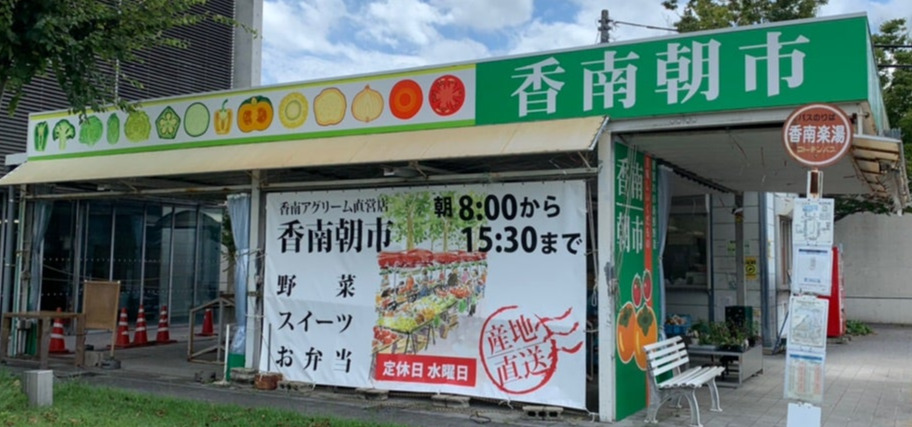 香南朝市
香南アグリーム直営店
香南朝市
朝8:00から
15:30まで
野菜
スイーツ
お弁当
定休日 水曜日
産地
直送
香南
朝市
バスのりば
香南楽湯
コトデンバス